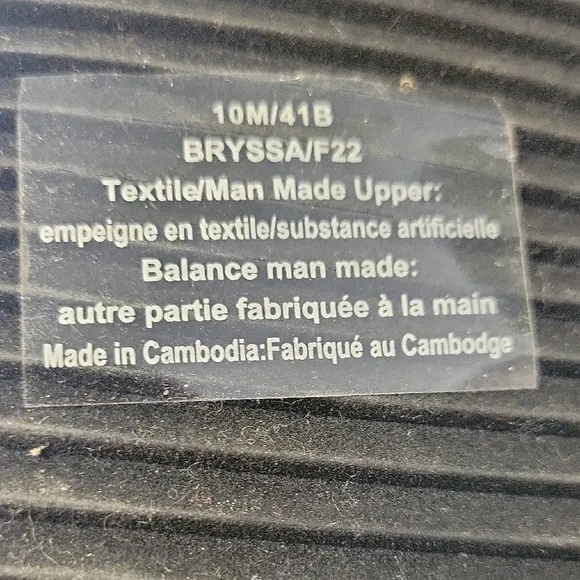 10M/41B
BRYSSA/F22
Textile/Man Made Upper:
empeigne en textile/substance artificielle
Balance man made:
autre partie fabriquée à la main
Made in Cambodia:Fabriqué au Cambodge